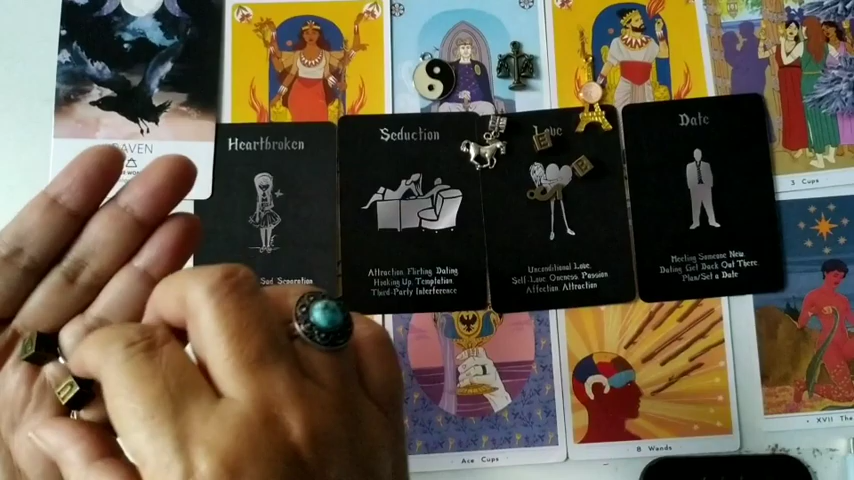 RAVEN
Heartbroken
Sad Separation
Seduction
Attraction Flirting Dating
Hooking Up, Temptation
Third-Party Interference
Love
Unconditional Love,
Self-Love Oneness Passion
Affection Attraction
Date
Meeting Someone New
Dating Get Back Out There
Plan/Set a Date
3 Cups
Ace Cups
8 Wands
XVII The
E
E